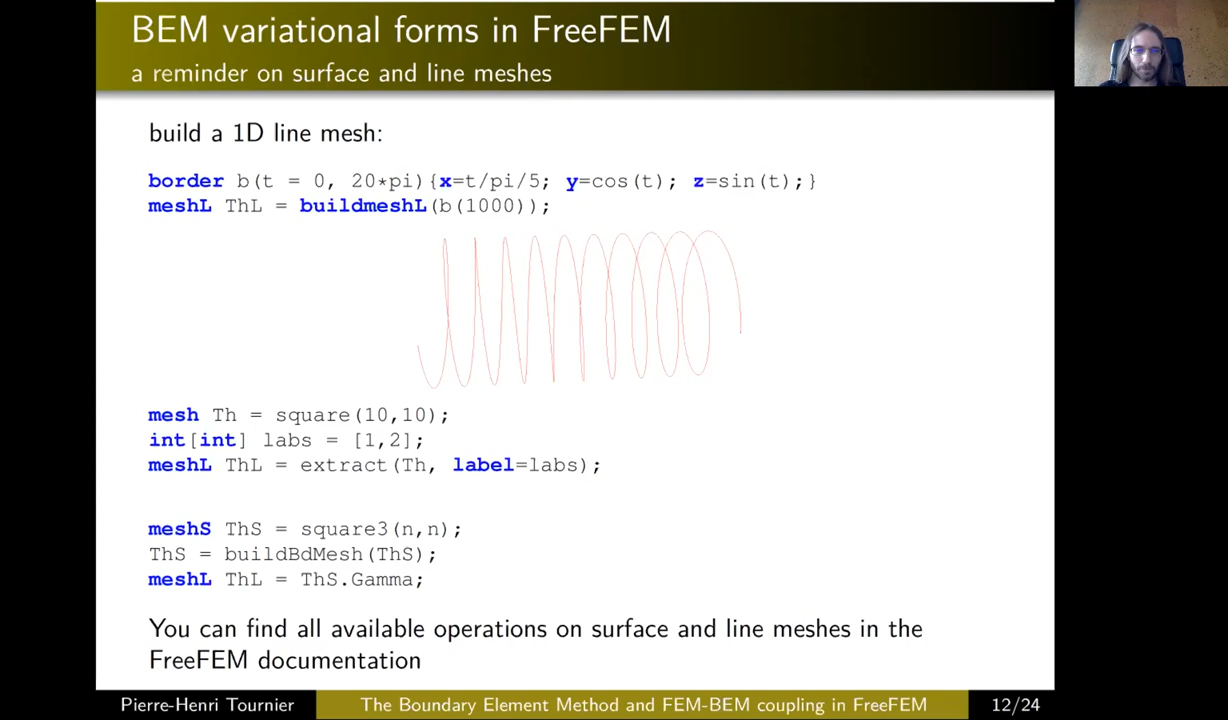 BEM variational forms in FreeFEM
a reminder on surface and line meshes
build a 1D line mesh:
border b(t = 0, 20*pi){x=t/pi/5; y=cos(t); z=sin(t);}
meshL ThL = buildmeshL(b(1000));
mesh Th = square(10,10);
int[int] labs = [1,2];
meshL ThL = extract(Th, label=labs);
meshS ThS = square3(n,n);
ThS = buildBdMesh(ThS);
meshL ThL = ThS.Gamma;
You can find all available operations on surface and line meshes in the
FreeFEM documentation
Pierre-Henri Tournier The Boundary Element Method and FEM-BEM coupling in FreeFEM 12/24